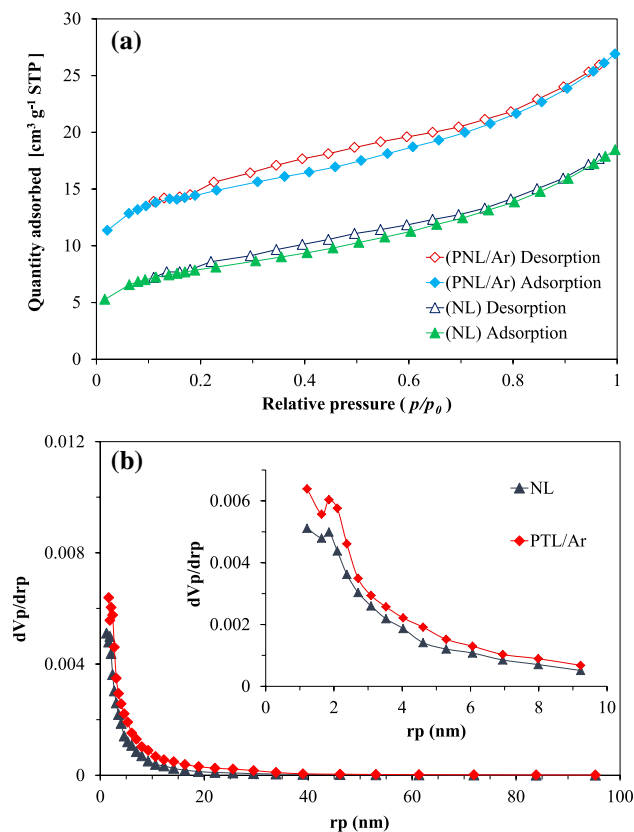 (a)
30
25
20
15
10
5
0
Quantity adsorbed [cm³ g⁻¹ STP]
(PNL/Ar) Desorption
(PNL/Ar) Adsorption
(NL) Desorption
(NL) Adsorption
0 0.2 0.4 0.6 0.8 1
Relative pressure ( p/p₀ )
(b)
0.012
0.008
0.004
0
dVp/drp
0 20 40 60 80 100
rp (nm)
0.006
0.004
0.002
0
dVp/drp
NL
PTL/Ar
0 2 4 6 8 10
rp (nm)